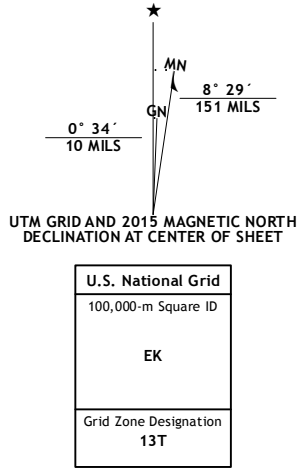 ★
MN
GN
8° 29´
151 MILS
0° 34´
10 MILS
UTM GRID AND 2015 MAGNETIC NORTH
DECLINATION AT CENTER OF SHEET
U.S. National Grid
100,000-m Square ID
EK
Grid Zone Designation
13T